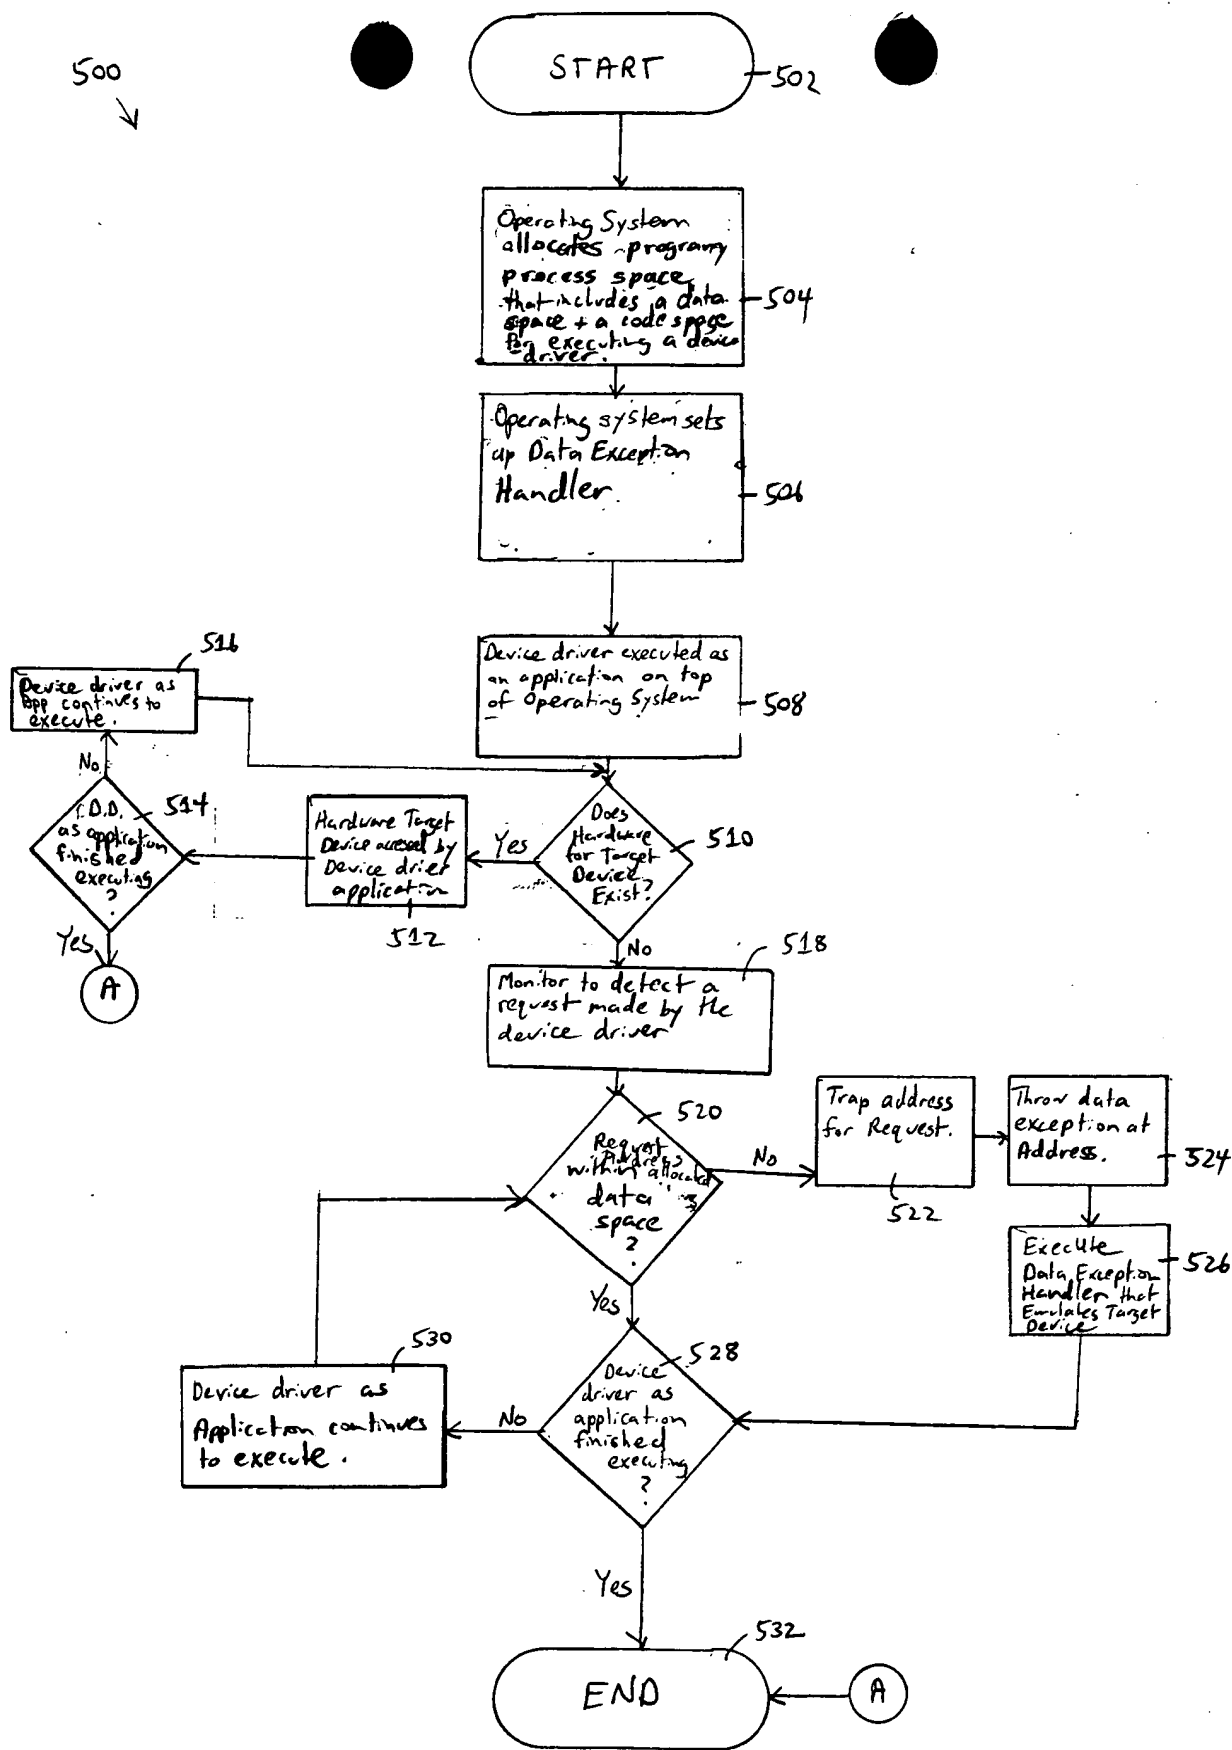 500
START
502
Operating System
allocates program
process space
that includes a data
space + a code space
for executing a device
driver.
504
Operating system sets
up Data Exception
Handler.
506
Device driver executed as
an application on top
of Operating System
508
516
Device driver as
app continues to
execute.
No
D.D.
as application
finished
executing
?
514
Yes
A
Hardware Target
Device accessed by
Device drier
application
512
Yes
Does
Hardware
for Target
Device
Exist?
510
No
518
Monitor to detect a
request made by the
device driver
520
Request
Address
within allocated
data
space
?
No
Trap address
for Request.
522
Throw data
exception at
Address.
524
Execute
Data Exception
Handler that
Emulates Target
Device
526
Yes
530
Device driver as
Application continues
to execute.
No
528
Device
driver as
application
finished
executing
?
Yes
532
END
A